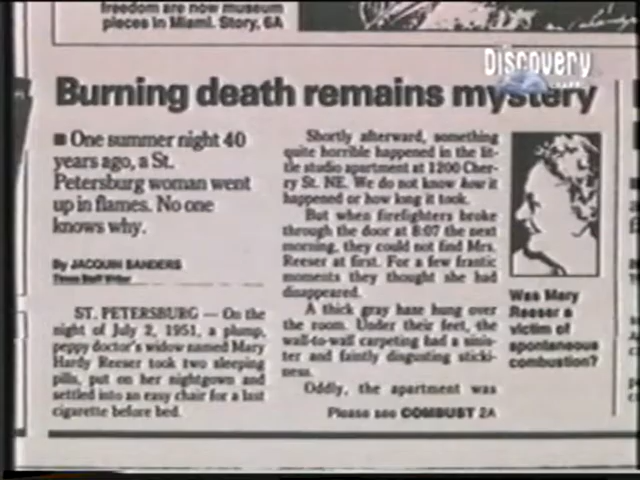 freedom are now museum
pieces in Miami. Story, 6A
Discovery
Burning death remains mystery
■ One summer night 40
years ago, a St.
Petersburg woman went
up in flames. No one
knows why.
By JACQUIN SANDERS
Times Staff Writer
ST. PETERSBURG — On the
night of July 2, 1951, a plump,
peppy doctor's widow named Mary
Hardy Reeser took two sleeping
pills, put on her nightgown and
settled into an easy chair for a last
cigarette before bed.
Shortly afterward, something
quite horrible happened in the lit-
tle studio apartment at 1200 Cher-
ry St. NE. We do not know how it
happened or how long it took.
But when firefighters broke
through the door at 8:07 the next
morning, they could not find Mrs.
Reeser at first. For a few frantic
moments they thought she had
disappeared.
A thick gray haze hung over
the room. Under their feet, the
wall-to-wall carpeting had a sinis-
ter and faintly disgusting sticki-
ness.
Oddly, the apartment was
Please see COMBUST 2A
Was Mary
Reeser a
victim of
spontaneous
combustion?